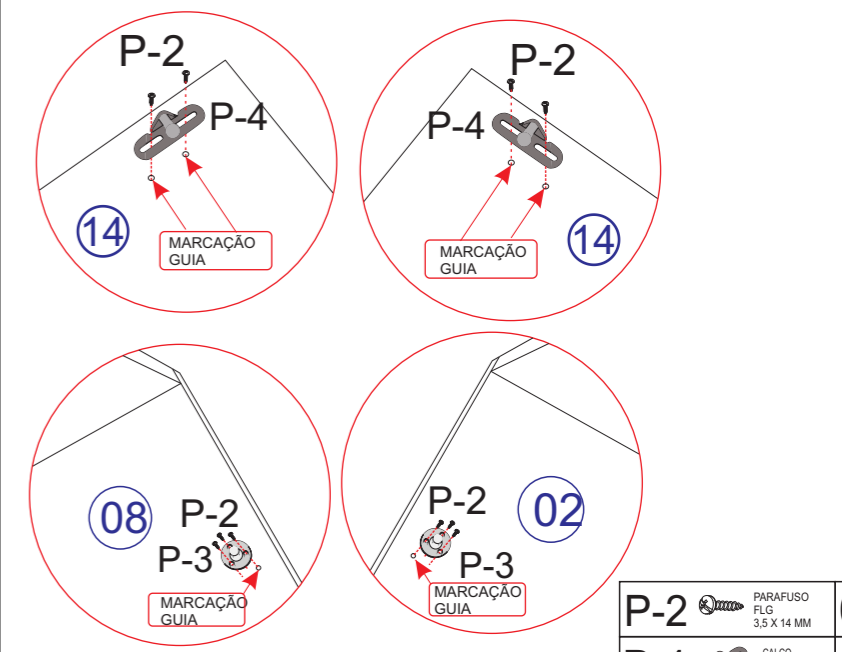 P-2
P-4
14
MARCAÇÃO
GUIA
P-2
P-4
14
MARCAÇÃO
GUIA
08
P-2
P-3
MARCAÇÃO
GUIA
02
P-2
P-3
MARCAÇÃO
GUIA
P-2
PARAFUSO
FLG
3,5 X 14 MM